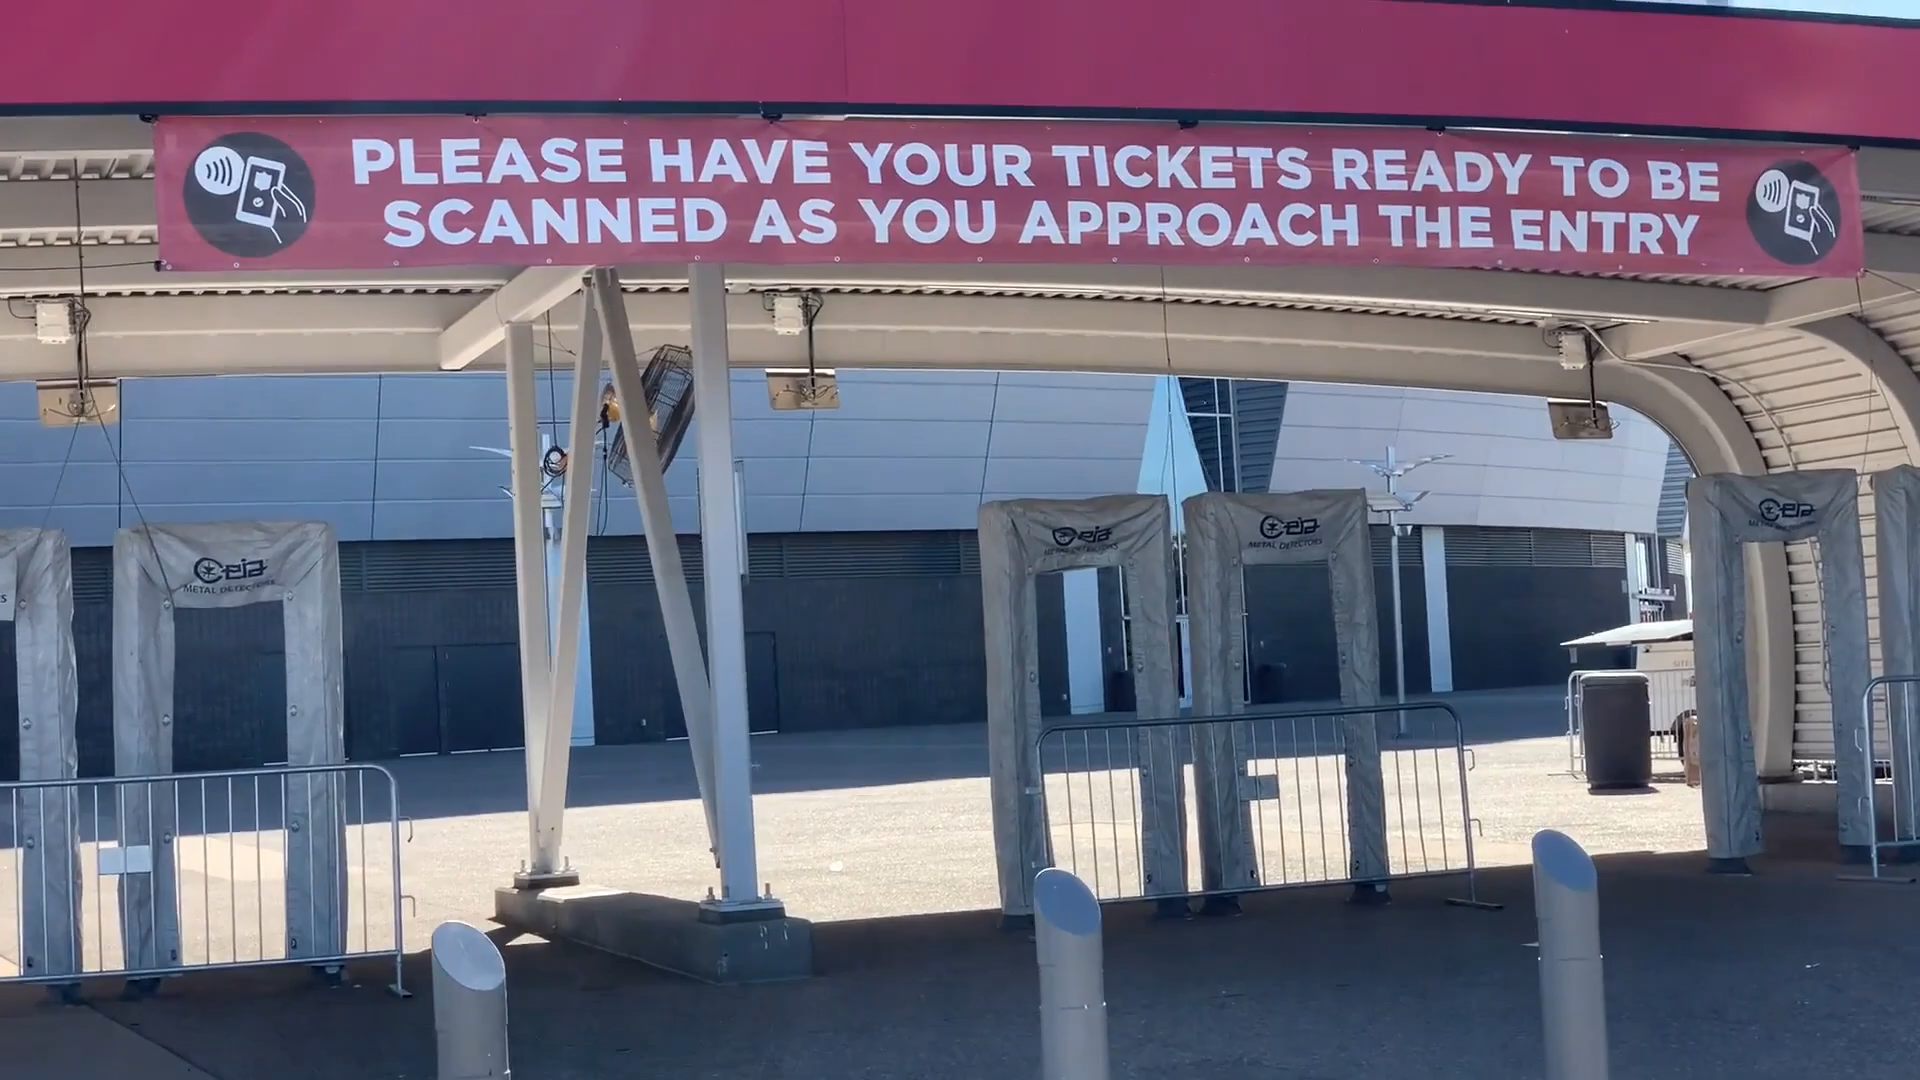 PLEASE HAVE YOUR TICKETS READY TO BE
SCANNED AS YOU APPROACH THE ENTRY
Ceia
METAL DETECTORS
Ceia
METAL DETECTORS
Ceia
METAL DETECTORS
Ceia
METAL DETECTORS